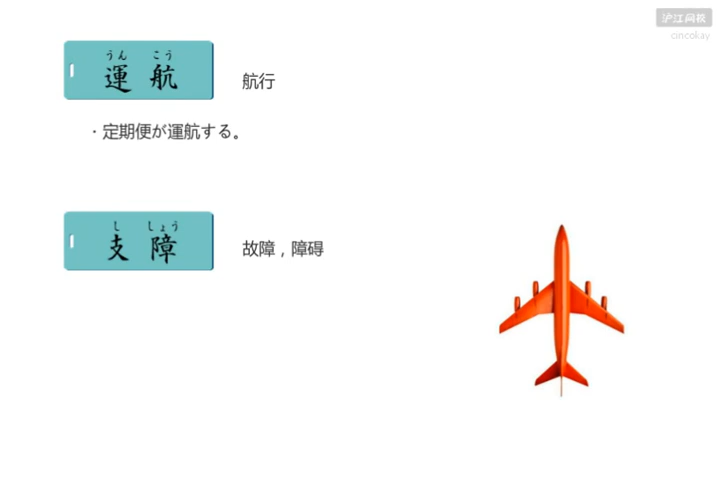 沪江网校
cincokay
うん こう
運 航
航行
・定期便が運航する。
し しょう
支 障
故障，障碍